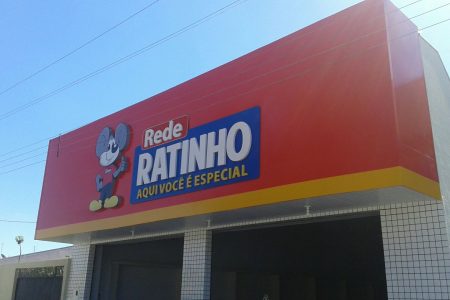 Rede
RATINHO
AQUI VOCÊ É ESPECIAL